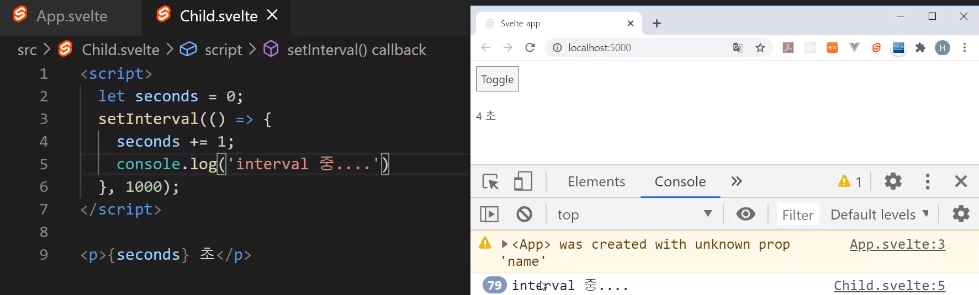 App.svelte
Child.svelte
src > Child.svelte > script > setInterval() callback
1 <script>
2 let seconds = 0;
3 setInterval(() => {
4 seconds += 1;
5 console.log('interval 중....')
6 }, 1000);
7 </script>
8
9 <p>{seconds} 초</p>
Svelte app
localhost:5000
H
Toggle
4 초
Elements Console » 1
top Filter Default levels
<App> was created with unknown prop App.svelte:3
'name'
79 interval 중.... Child.svelte:5